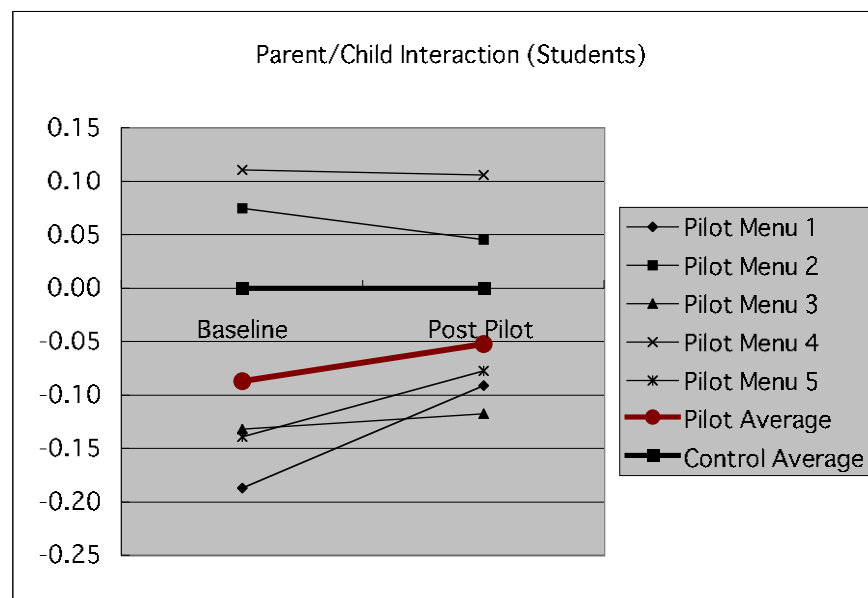 Parent/Child Interaction (Students)
0.15
0.10
0.05
0.00
-0.05
-0.10
-0.15
-0.20
-0.25
Baseline
Post Pilot
Pilot Menu 1
Pilot Menu 2
Pilot Menu 3
Pilot Menu 4
Pilot Menu 5
Pilot Average
Control Average